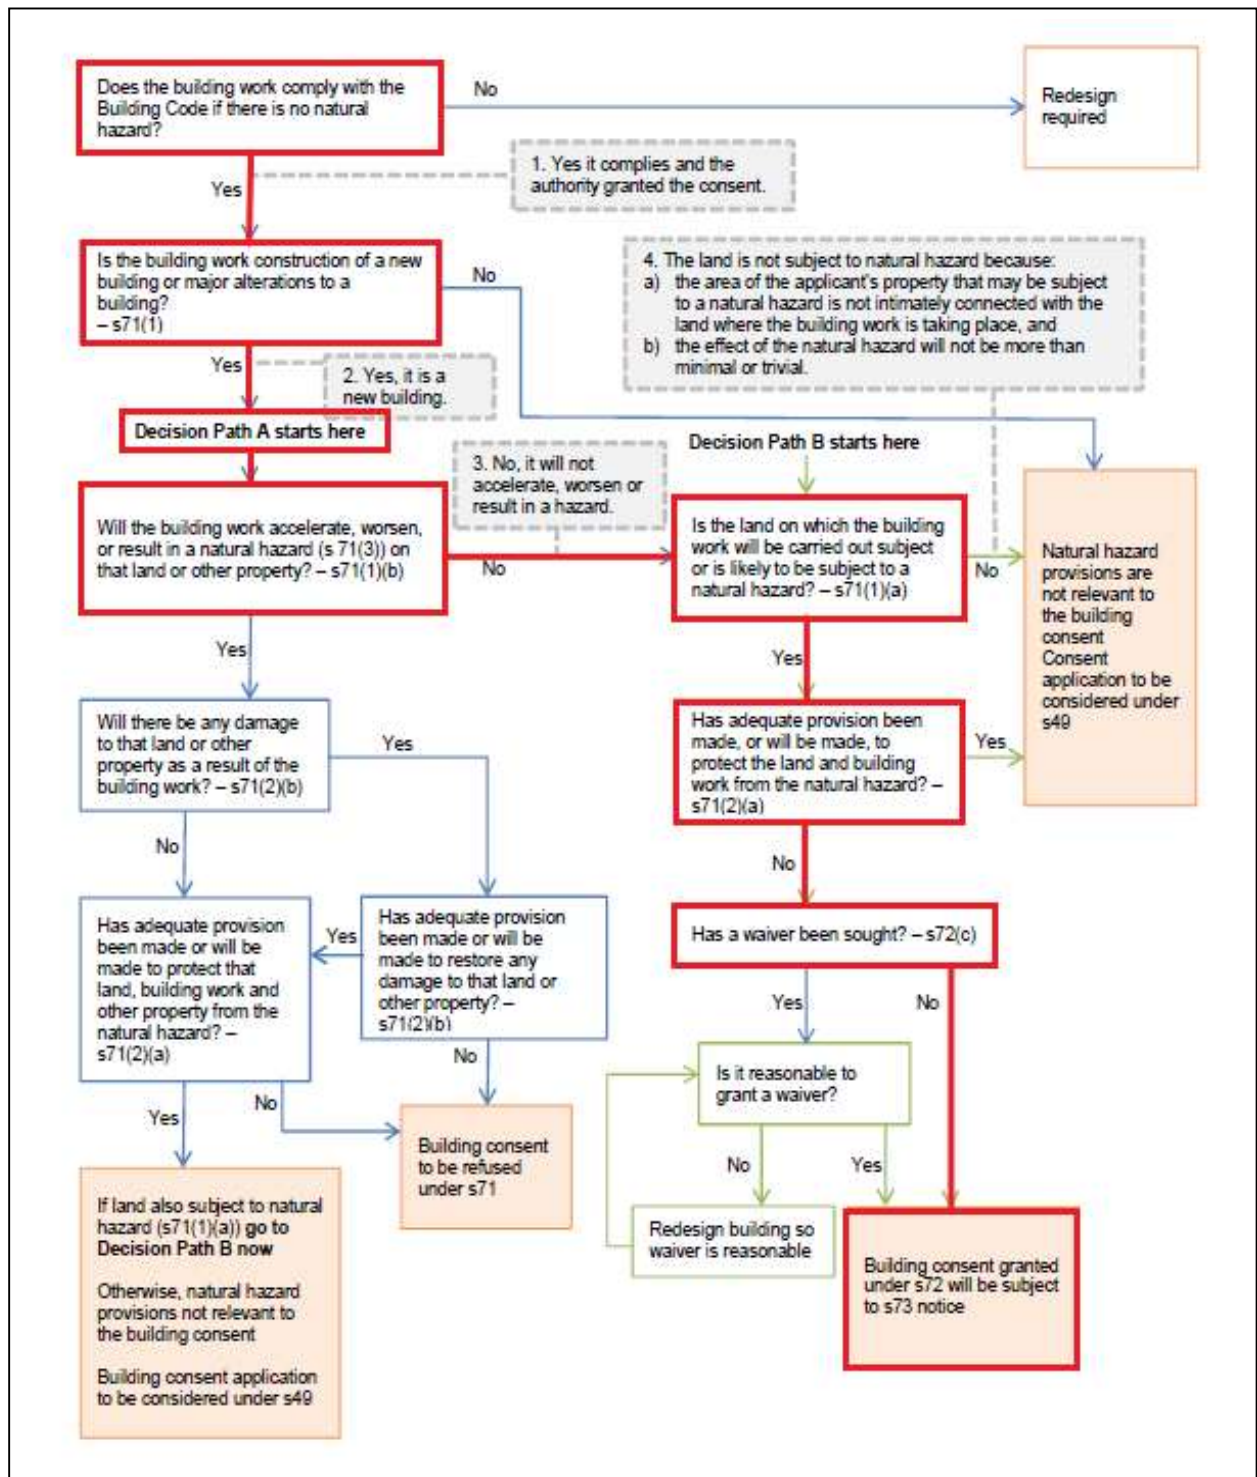 Does the building work comply with the
Building Code if there is no natural
hazard?
No
Redesign
required
1. Yes it complies and the
authority granted the consent.
Yes
Is the building work construction of a new
building or major alterations to a
building?
– s71(1)
No
4. The land is not subject to natural hazard because:
a) the area of the applicant's property that may be subject
to a natural hazard is not intimately connected with the
land where the building work is taking place, and
b) the effect of the natural hazard will not be more than
minimal or trivial.
Yes
2. Yes, it is a
new building.
Decision Path A starts here
Decision Path B starts here
3. No, it will not
accelerate, worsen or
result in a hazard.
Will the building work accelerate, worsen,
or result in a natural hazard (s 71(3)) on
that land or other property? – s71(1)(b)
No
Is the land on which the building
work will be carried out subject
or is likely to be subject to a
natural hazard? – s71(1)(a)
No
Natural hazard
provisions are
not relevant to
the building
consent
Consent
application to be
considered under
s49
Yes
Yes
Will there be any damage
to that land or other
property as a result of the
building work? – s71(2)(b)
Yes
Has adequate provision been
made, or will be made, to
protect the land and building
work from the natural hazard? –
s71(2)(a)
Yes
No
No
Has adequate provision
been made or will be
made to protect that
land, building work and
other property from the
natural hazard? –
s71(2)(a)
Yes
Has adequate provision
been made or will be
made to restore any
damage to that land or
other property? –
s71(2)(b)
Has a waiver been sought? – s72(c)
Yes
No
No
Is it reasonable to
grant a waiver?
Yes
No
Building consent
to be refused
under s71
No
Yes
If land also subject to natural
hazard (s71(1)(a)) go to
Decision Path B now
Otherwise, natural hazard
provisions not relevant to
the building consent
Building consent application
to be considered under s49
Redesign building so
waiver is reasonable
Building consent granted
under s72 will be subject
to s73 notice